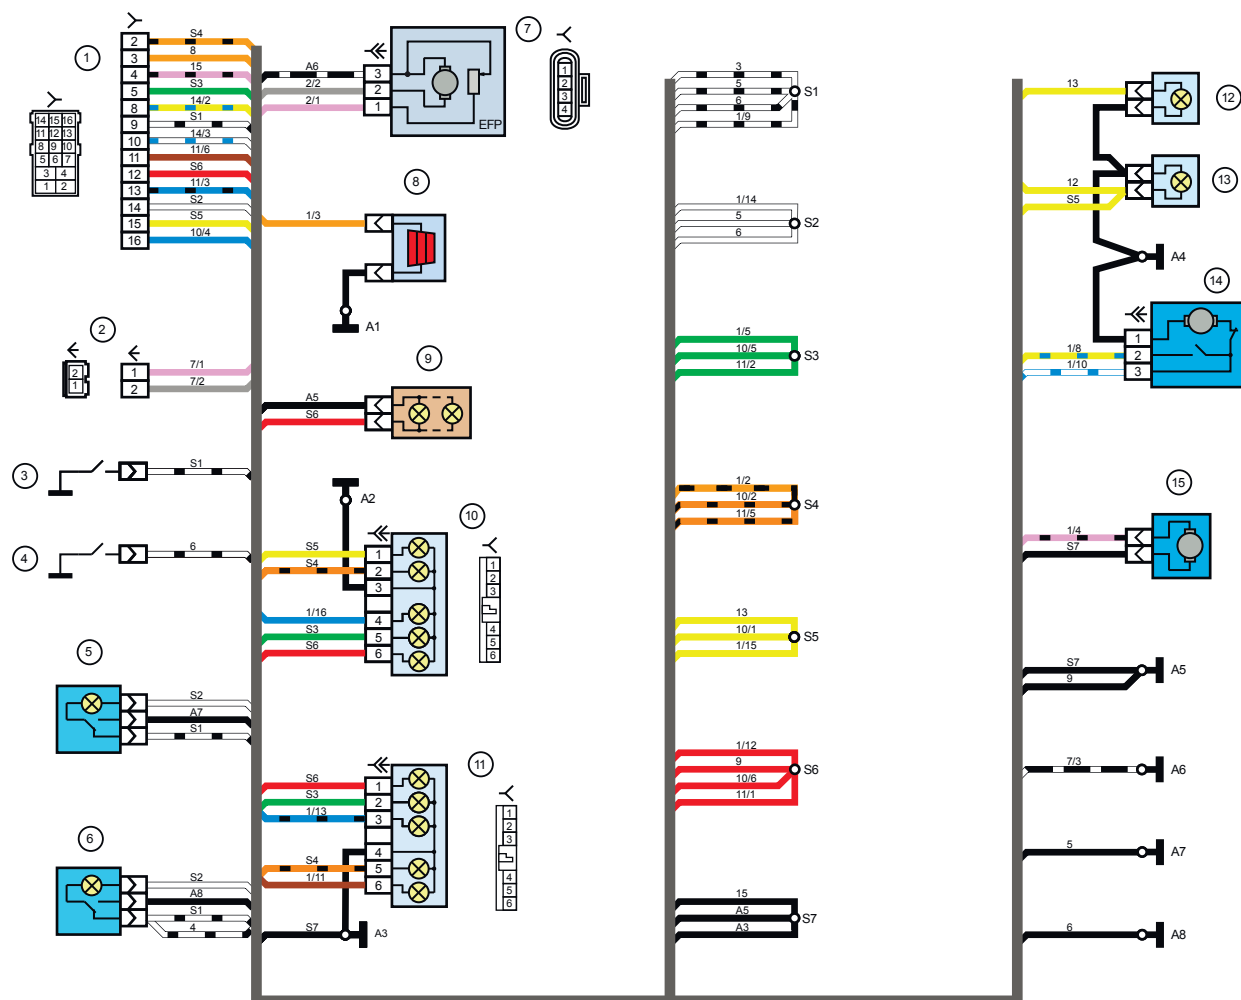 1
2
S4
3
8
4
15
5
S3
8
14/2
9
S1
10
14/3
11
11/6
12
S6
13
11/3
14
S2
15
S5
16
10/4
14 15 16
11 12 13
8 9 10
5 6 7
3 4
1 2
2
2
1
1
7/1
2
7/2
3
S1
4
6
5
S2
A7
S1
6
S2
A8
S1
4
7
A6
3
2/2
2
2/1
1
EFP
1
2
3
4
8
1/3
A1
9
A5
S6
A2
10
S5
1
S4
2
3
1/16
4
S3
5
S6
6
1
2
3
4
5
6
11
S6
1
S3
2
1/13
3
4
S4
5
1/11
6
S7
A3
1
2
3
4
5
6
3
5
6
1/9
S1
1/14
5
6
S2
1/5
10/5
11/2
S3
1/2
10/2
11/5
S4
13
10/1
1/15
S5
1/12
9
10/6
11/1
S6
15
A5
A3
S7
13
12
12
S5
13
A4
14
1
1/8
2
1/10
3
15
1/4
S7
S7
9
A5
7/3
A6
5
A7
6
A8